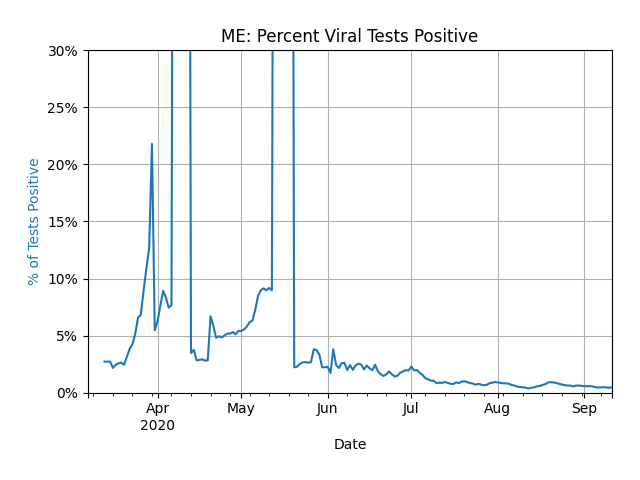 ME: Percent Viral Tests Positive
30%
25%
20%
15%
10%
5%
0%
% of Tests Positive
Apr May Jun Jul Aug Sep
2020
Date